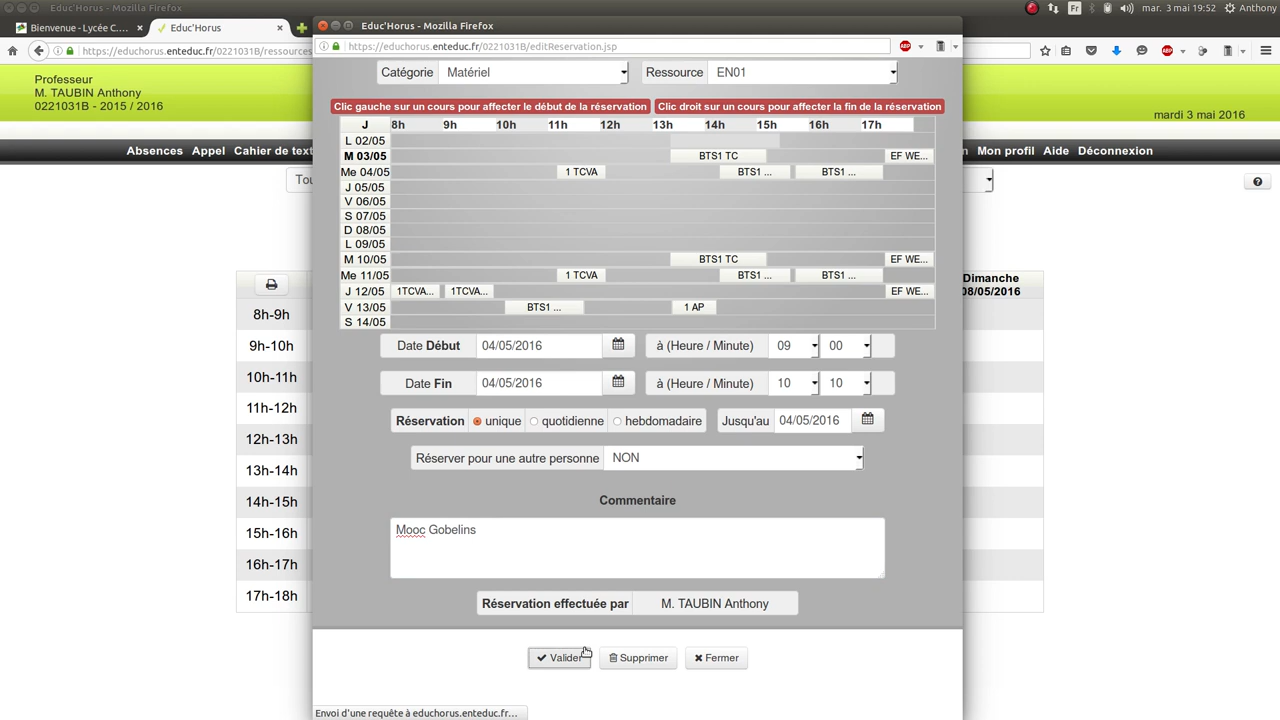 Educ'Horus - Mozilla Firefox
Fr
mar. 3 mai 19:52
Anthony
Bienvenue - Lycée C....
Educ'Horus
Educ'Horus - Mozilla Firefox
https://educhorus.enteduc.fr/0221031B/ressources
https://educhorus.enteduc.fr/0221031B/editReservation.jsp
ABP
ABP
Professeur
M. TAUBIN Anthony
0221031B - 2015 / 2016
mardi 3 mai 2016
Absences Appel Cahier de text
Mon profil Aide Déconnexion
Tou
Catégorie Matériel Ressource EN01
Clic gauche sur un cours pour affecter le début de la réservation Clic droit sur un cours pour affecter la fin de la réservation
J 8h 9h 10h 11h 12h 13h 14h 15h 16h 17h
L 02/05
M 03/05 BTS1 TC EF WE...
Me 04/05 1 TCVA BTS1 ... BTS1 ...
J 05/05
V 06/05
S 07/05
D 08/05
L 09/05
M 10/05 BTS1 TC EF WE...
Me 11/05 1 TCVA BTS1 ... BTS1 ...
J 12/05 1TCVA... 1TCVA... EF WE...
V 13/05 BTS1 ... 1 AP
S 14/05
Date Début 04/05/2016 à (Heure / Minute) 09 00
Date Fin 04/05/2016 à (Heure / Minute) 10 10
Réservation unique quotidienne hebdomadaire Jusqu'au 04/05/2016
Réserver pour une autre personne NON
Commentaire
Mooc Gobelins
Réservation effectuée par M. TAUBIN Anthony
Valider Supprimer Fermer
Envoi d'une requête à educhorus.enteduc.fr...
8h-9h
9h-10h
10h-11h
11h-12h
12h-13h
13h-14h
14h-15h
15h-16h
16h-17h
17h-18h
Dimanche
08/05/2016